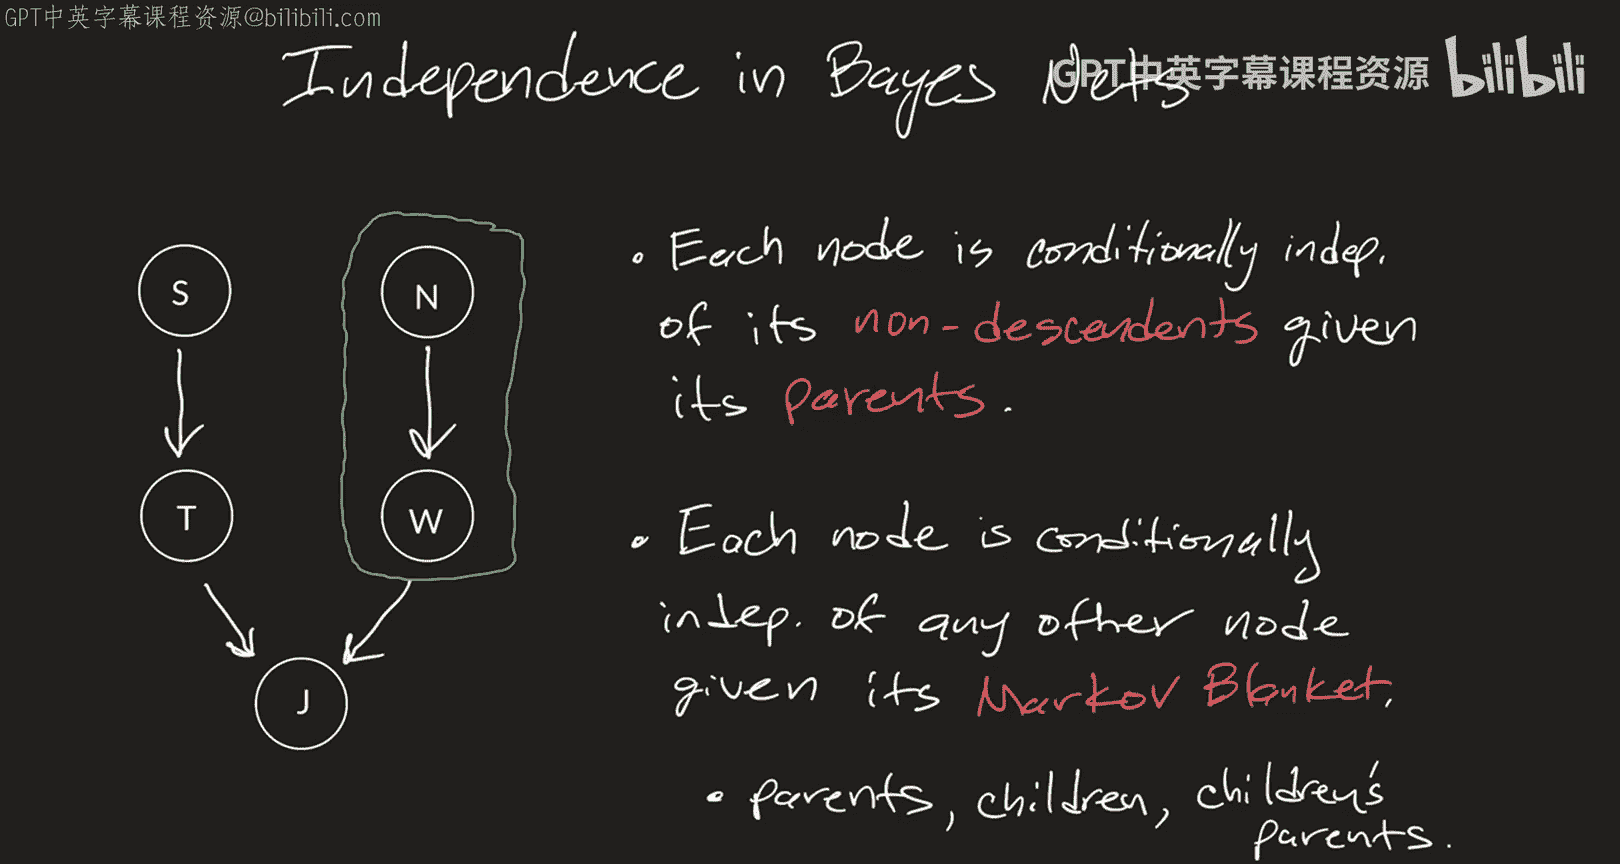 GPT中英字幕课程资源@bilibili.com
Independence in Bayes Nets
GPT中英字幕课程资源 bilibili
S
N
T
W
J
• Each node is conditionally indep.
of its non-descendents given
its parents.
• Each node is conditionally
indep. of any other node
given its Markov Blanket.
• parents, children, children's
parents.